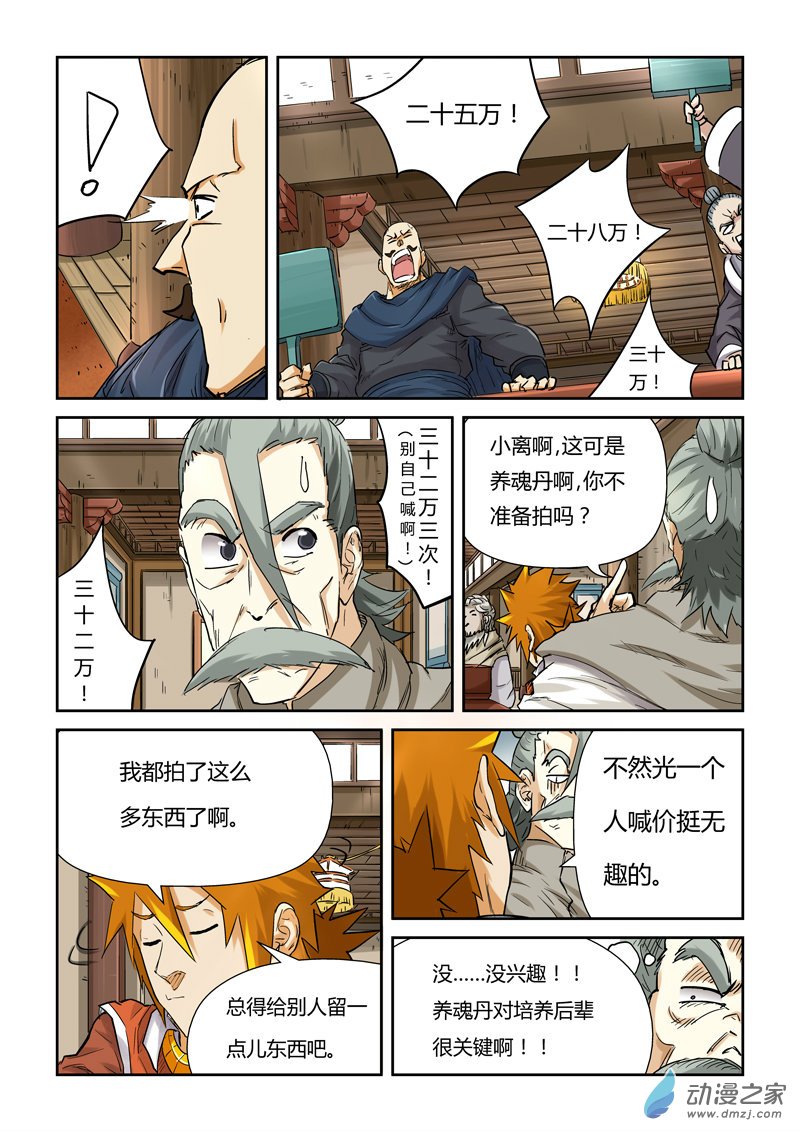 ！
二十五万！
二十八万！
三十
万！
三十二万！
三十二万三次！
（别自己喊啊！）
小离啊，这可是
养魂丹啊，你不
准备拍吗？
我都拍了这么
多东西了啊。
总得给别人留一
点儿东西吧。
不然光一个
人喊价挺无
趣的。
没……没兴趣！！
养魂丹对培养后辈
很关键啊！！
动漫之家
www.dmzj.com